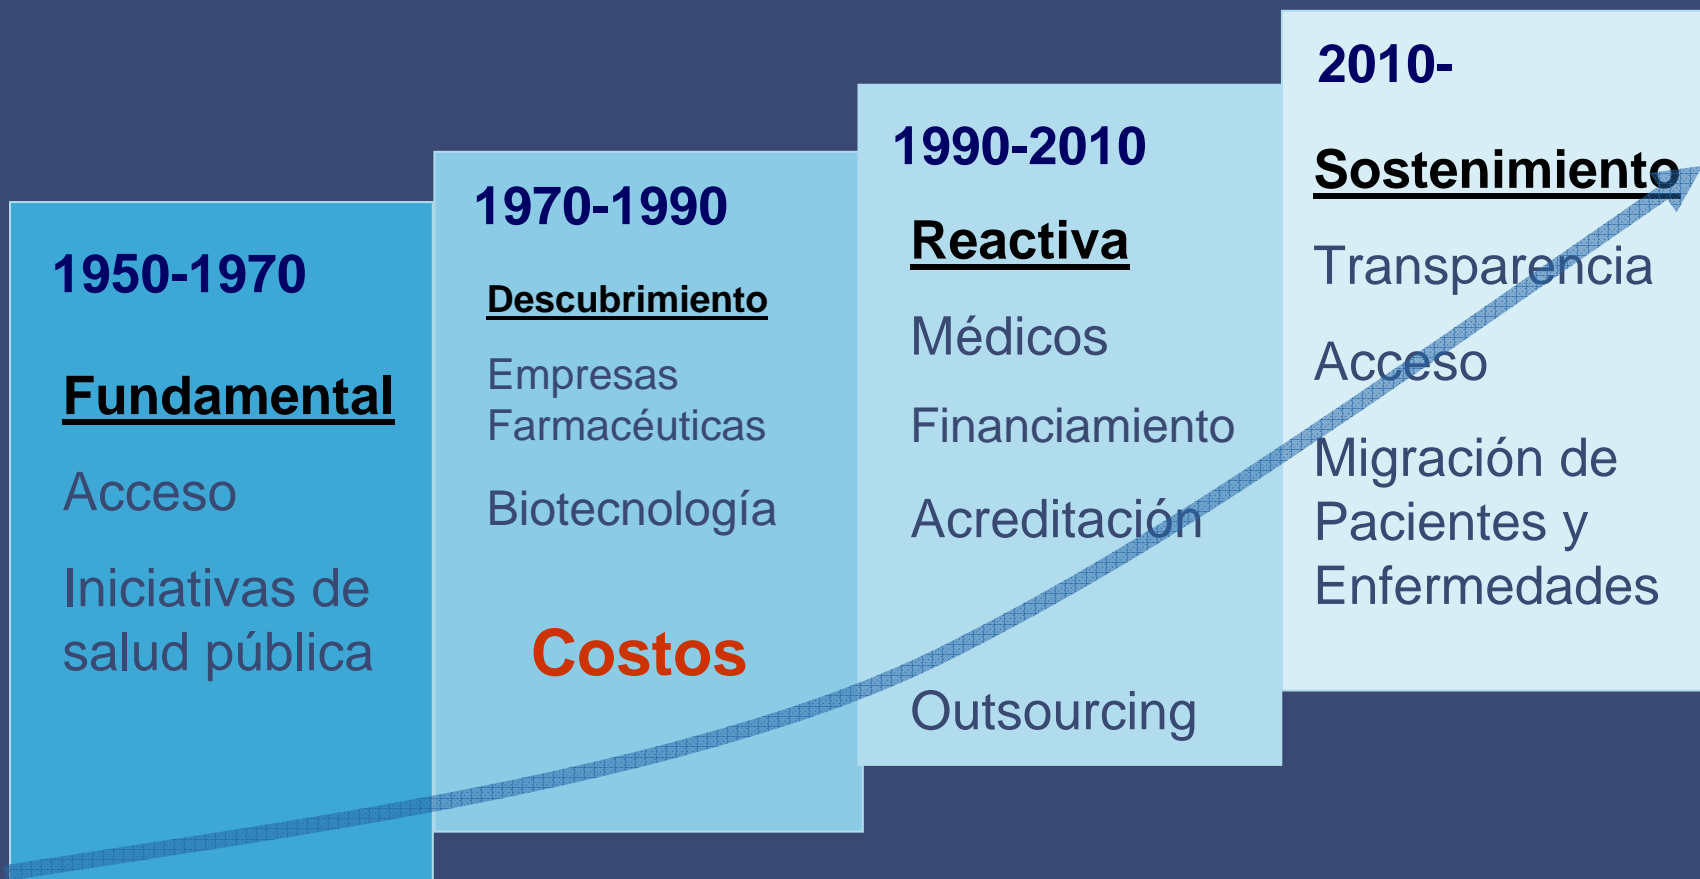 1950-1970
Fundamental
Acceso
Iniciativas de
salud pública
1970-1990
Descubrimiento
Empresas
Farmacéuticas
Biotecnología
Costos
1990-2010
Reactiva
Médicos
Financiamiento
Acreditación
Outsourcing
2010-
Sostenimiento
Transparencia
Acceso
Migración de
Pacientes y
Enfermedades